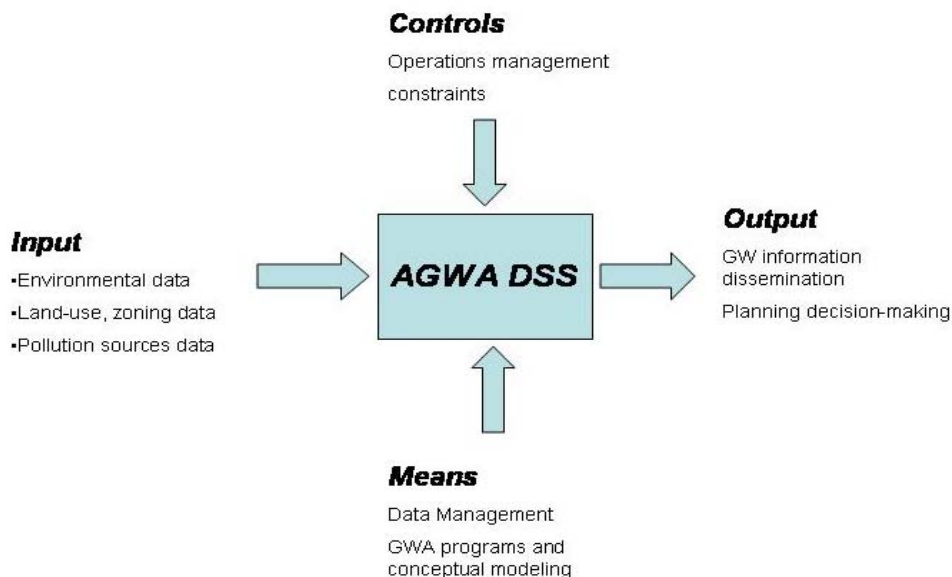 Controls
Operations management
constraints
Input
▪Environmental data
▪Land-use, zoning data
▪Pollution sources data
AGWA DSS
Output
GW information
dissemination
Planning decision-making
Means
Data Management
GWA programs and
conceptual modeling